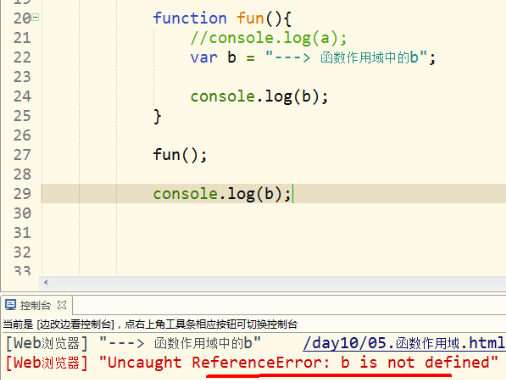 19
20 function fun(){
21 //console.log(a);
22 var b = "---> 函数作用域中的b";
23
24 console.log(b);
25 }
26
27 fun();
28
29 console.log(b);
30
31
32
33
控制台
当前是 [边改边看控制台]，点右上角工具条相应按钮可切换控制台
[Web浏览器] "---> 函数作用域中的b" /day10/05.函数作用域.html
[Web浏览器] "Uncaught ReferenceError: b is not defined"